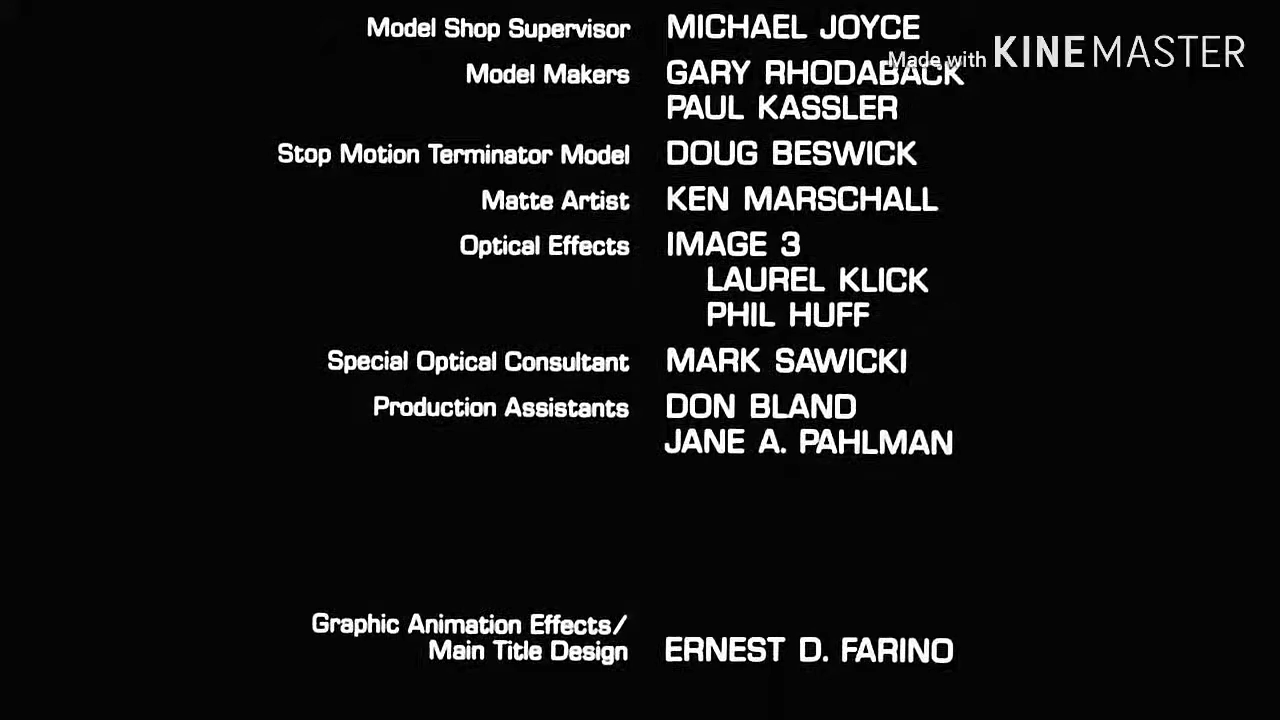 Model Shop Supervisor MICHAEL JOYCE
Made with KINEMASTER
Model Makers GARY RHODABACK
PAUL KASSLER
Stop Motion Terminator Model DOUG BESWICK
Matte Artist KEN MARSCHALL
Optical Effects IMAGE 3
LAUREL KLICK
PHIL HUFF
Special Optical Consultant MARK SAWICKI
Production Assistants DON BLAND
JANE A. PAHLMAN
Graphic Animation Effects/
Main Title Design ERNEST D. FARINO